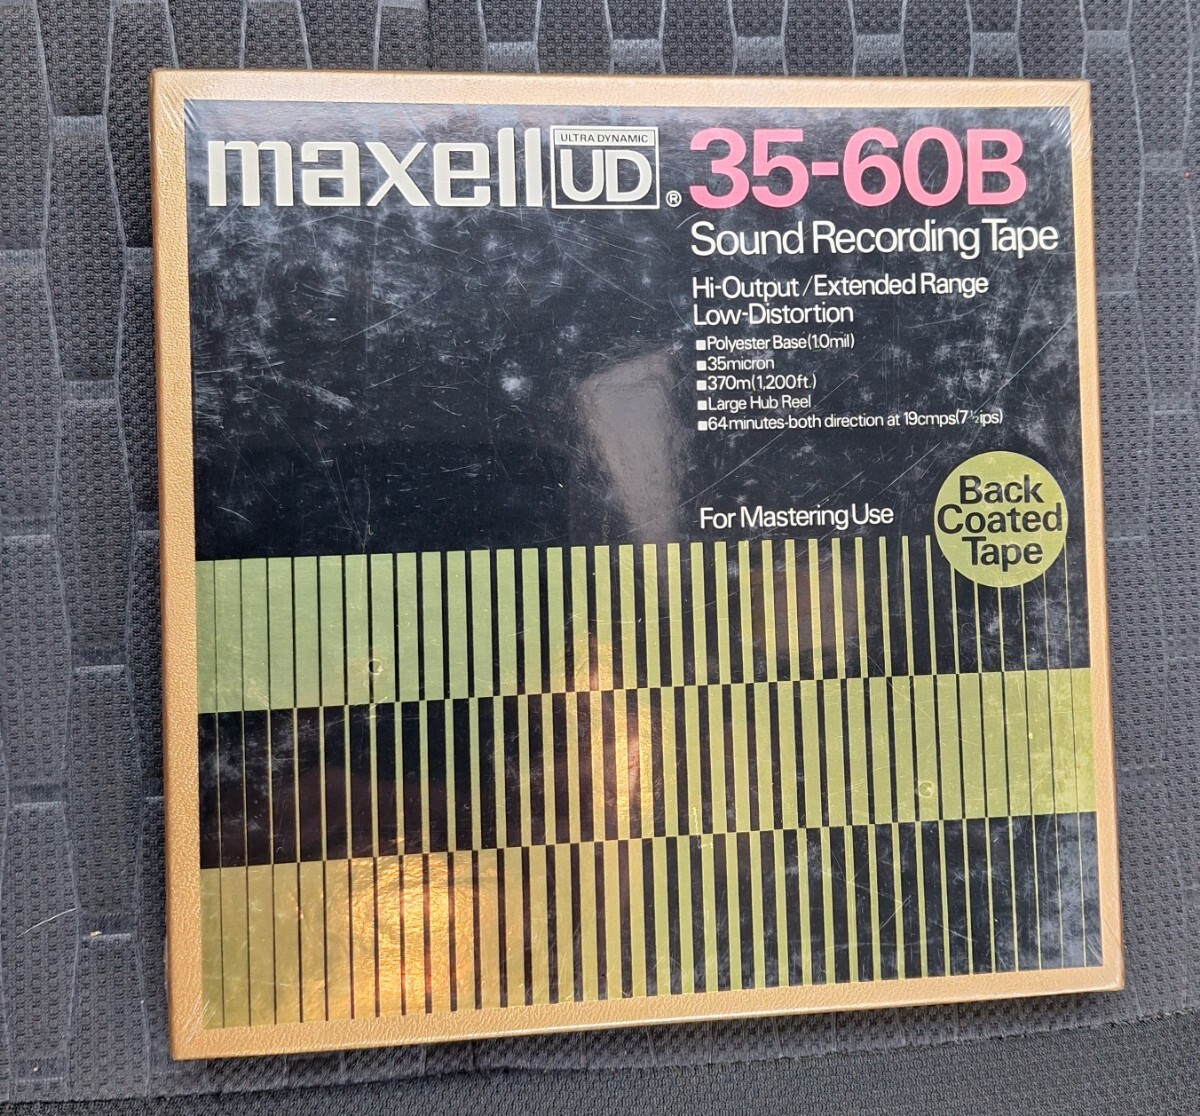 maxell ULTRA DYNAMIC UD® 35-60B
Sound Recording Tape
Hi-Output/Extended Range
Low-Distortion
■Polyester Base(1.0mil)
■35micron
■370m(1,200ft.)
■Large Hub Reel
■64minutes-both direction at 19cmps(7½ips)
For Mastering Use
Back
Coated
Tape